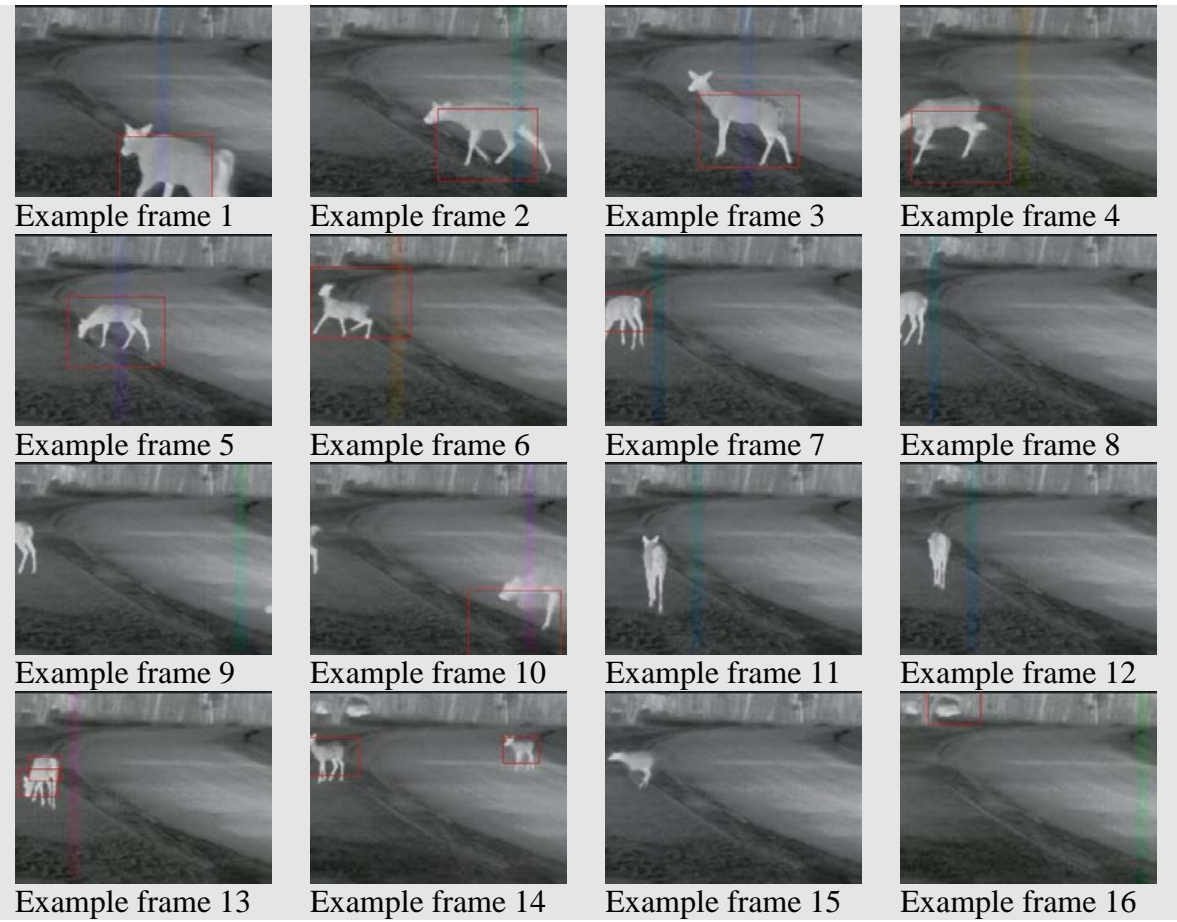 Example frame 1
Example frame 2
Example frame 3
Example frame 4
Example frame 5
Example frame 6
Example frame 7
Example frame 8
Example frame 9
Example frame 10
Example frame 11
Example frame 12
Example frame 13
Example frame 14
Example frame 15
Example frame 16